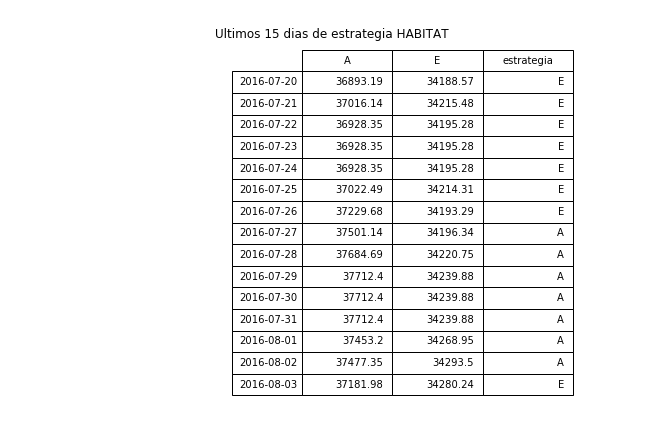 Ultimos 15 dias de estrategia HABITAT
A E estrategia
2016-07-20 36893.19 34188.57 E
2016-07-21 37016.14 34215.48 E
2016-07-22 36928.35 34195.28 E
2016-07-23 36928.35 34195.28 E
2016-07-24 36928.35 34195.28 E
2016-07-25 37022.49 34214.31 E
2016-07-26 37229.68 34193.29 E
2016-07-27 37501.14 34196.34 A
2016-07-28 37684.69 34220.75 A
2016-07-29 37712.4 34239.88 A
2016-07-30 37712.4 34239.88 A
2016-07-31 37712.4 34239.88 A
2016-08-01 37453.2 34268.95 A
2016-08-02 37477.35 34293.5 A
2016-08-03 37181.98 34280.24 E